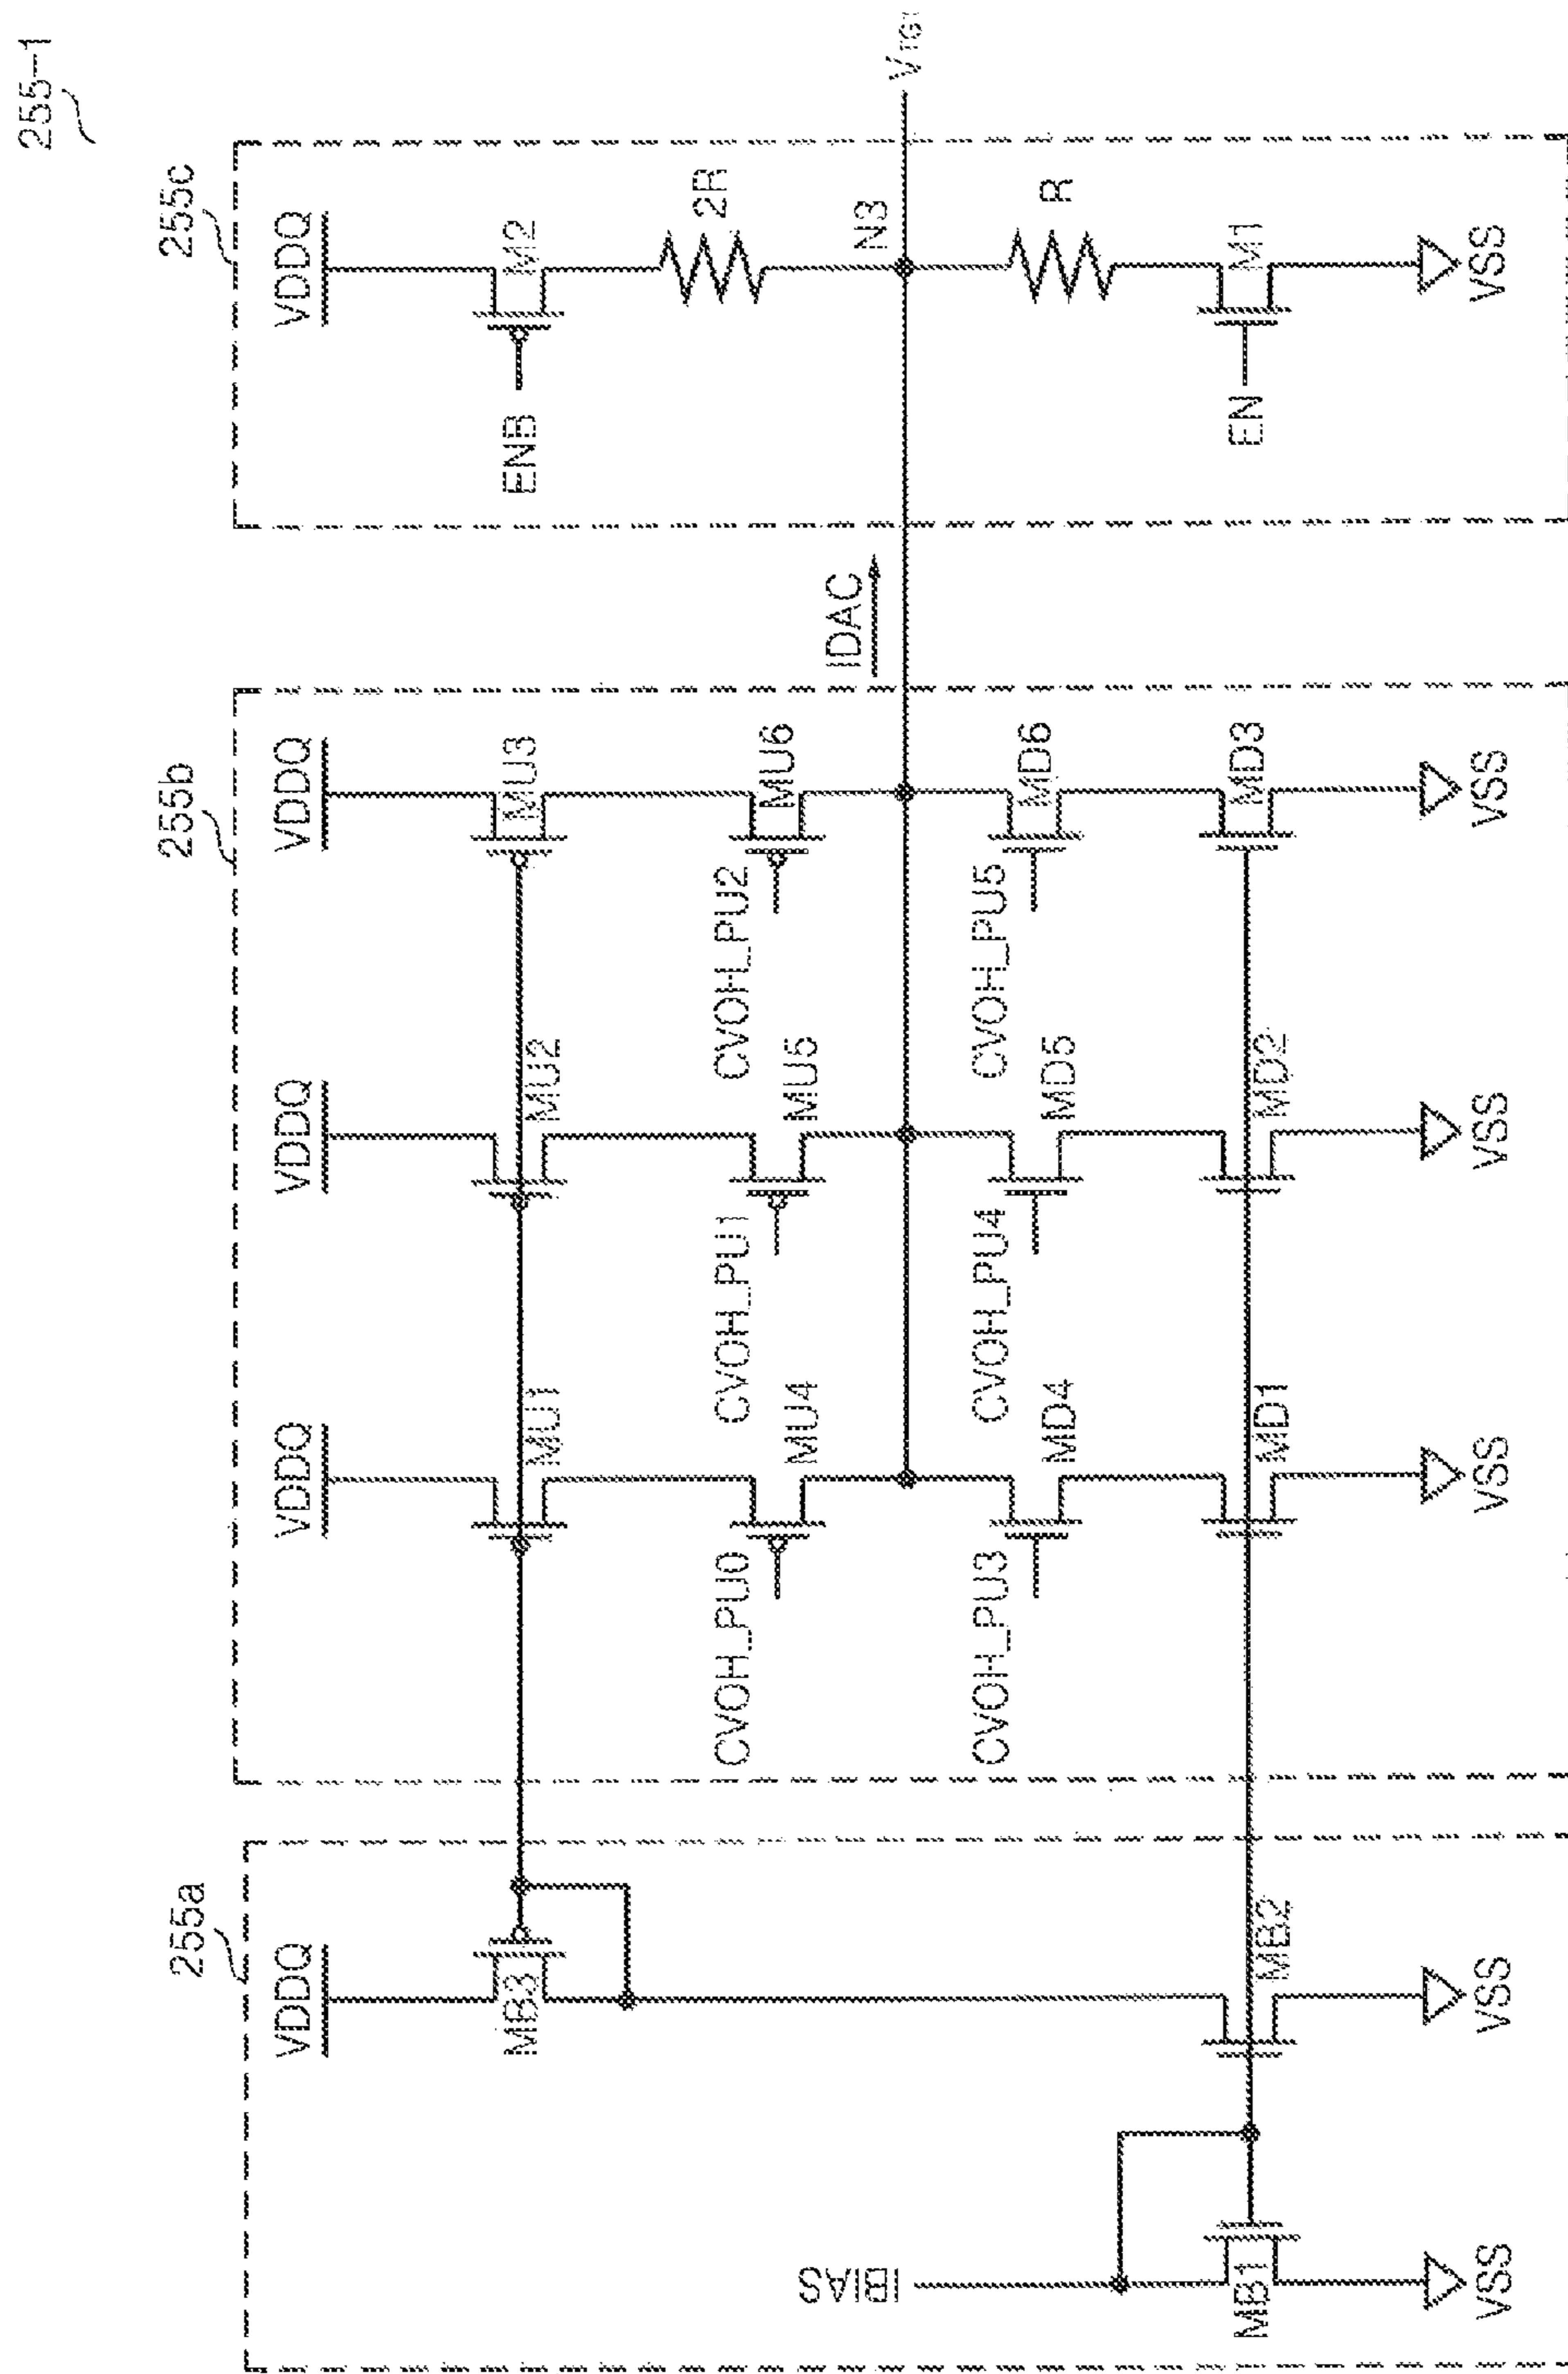 255-1
255a
VDDQ
MB3
IBIAS
MB1
VSS
MB2
VSS
255b
VDDQ
VDDQ
VDDQ
MU1
MU2
MU3
CVOH_PU0
MU4
CVOH_PU1
MU5
CVOH_PU2
MU6
IDAC
CVOH_PU3
MD4
CVOH_PU4
MD5
CVOH_PU5
MD6
MD1
MD2
MD3
VSS
VSS
VSS
255c
VDDQ
ENB
M2
2R
N3
R
EN
M1
VSS